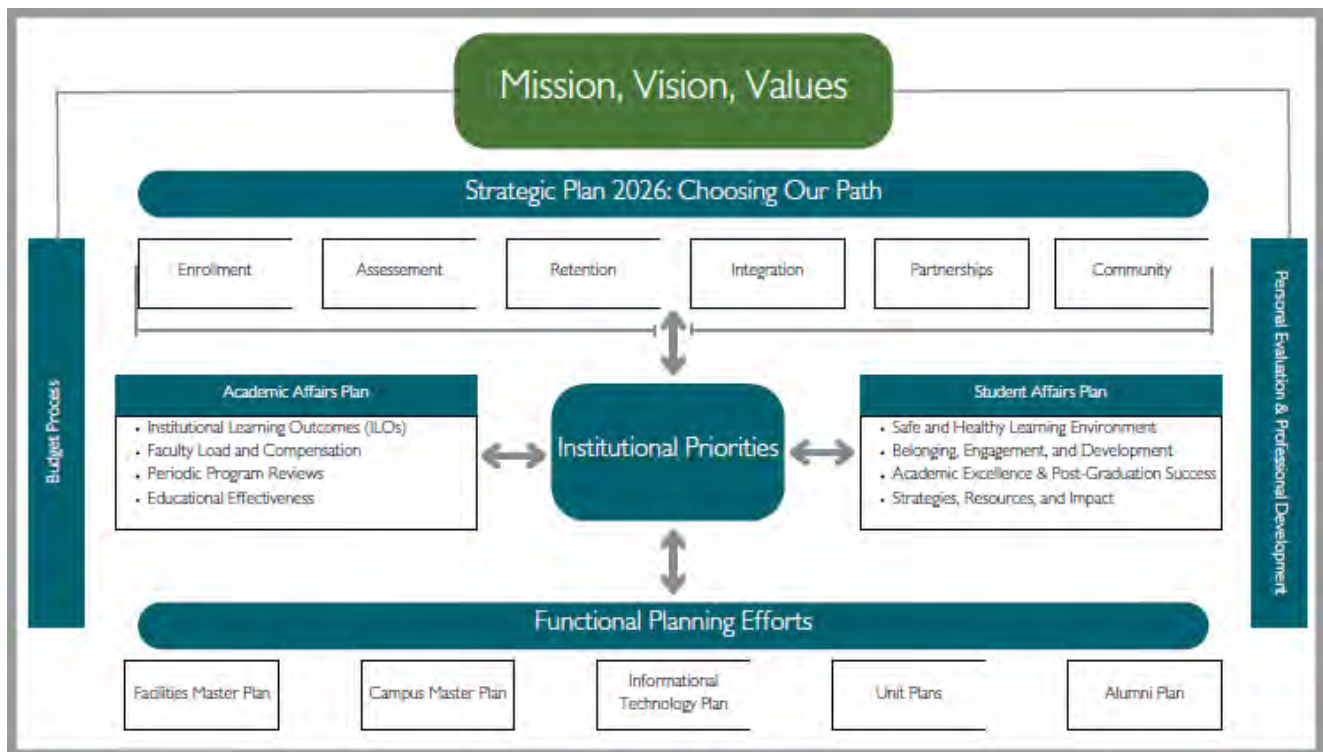 Mission, Vision, Values
Strategic Plan 2026: Choosing Our Path
Enrollment
Assessement
Retention
Integration
Partnerships
Community
Budget Process
Personal Evaluation & Professional Development
Academic Affairs Plan
• Institutional Learning Outcomes (ILOs)
• Faculty Load and Compensation
• Periodic Program Reviews
• Educational Effectiveness
Institutional Priorities
Student Affairs Plan
• Safe and Healthy Learning Environment
• Belonging, Engagement, and Development
• Academic Excellence & Post-Graduation Success
• Strategies, Resources, and Impact
Functional Planning Efforts
Facilities Master Plan
Campus Master Plan
Informational
Technology Plan
Unit Plans
Alumni Plan